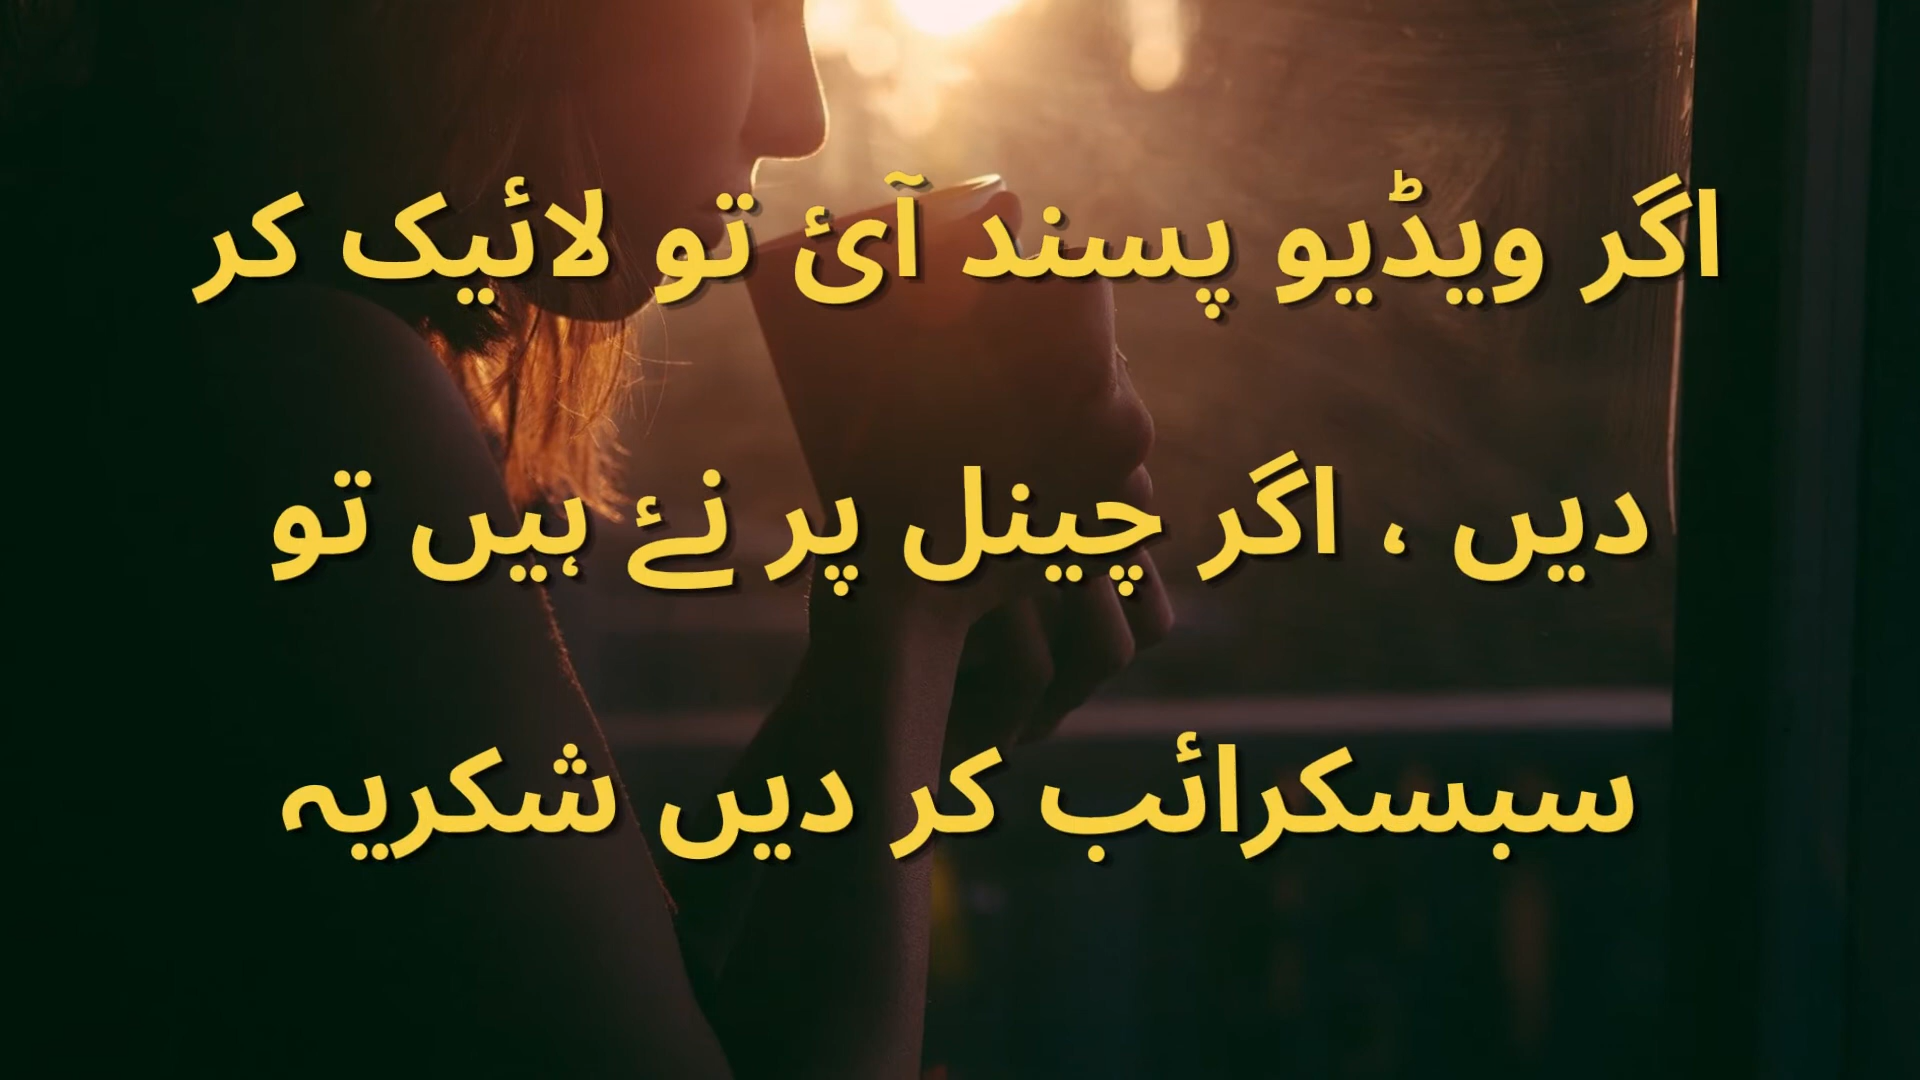 اگر ویڈیو پسند آئ تو لائیک کر
دیں ، اگر چینل پر نۓ ہیں تو
سبسکرائب کر دیں شکریہ